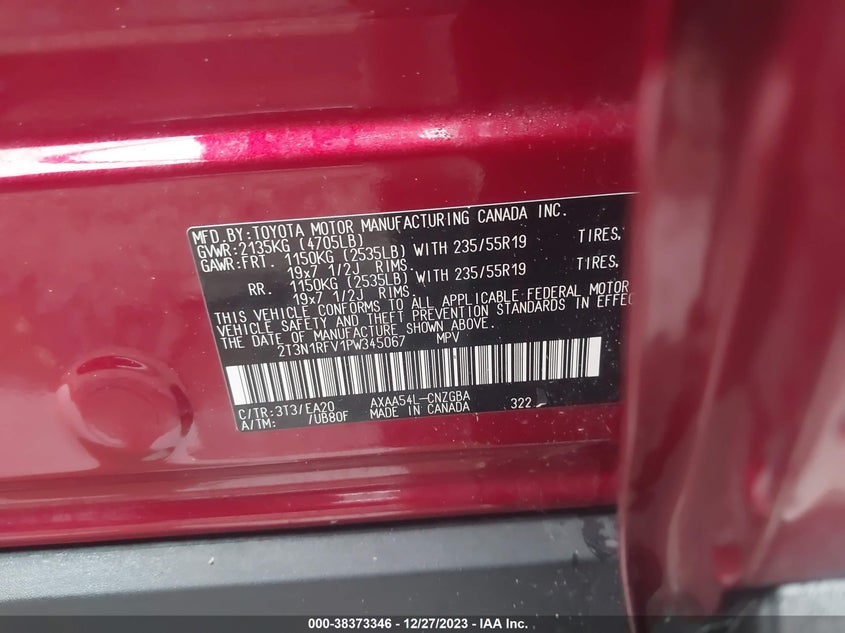 MFD.BY:TOYOTA MOTOR MANUFACTURING CANADA INC.
GVWR:2135KG (4705LB)
GAWR:FRT 1150KG (2535LB) WITH 235/55R19 TIRES,
19x7 1/2J RIMS
RR. 1150KG (2535LB) WITH 235/55R19 TIRES,
19x7 1/2J RIMS
THIS VEHICLE CONFORMS TO ALL APPLICABLE FEDERAL MOTOR
VEHICLE SAFETY AND THEFT PREVENTION STANDARDS IN EFFEC
THE DATE OF MANUFACTURE SHOWN ABOVE.
2T3N1RFV1PW345067 MPV
C/TR:3T3/EA20 AXAA54L-CNZGBA 322
A/TM: /UB80F MADE IN CANADA
000-38373346 - 12/27/2023 - IAA Inc.